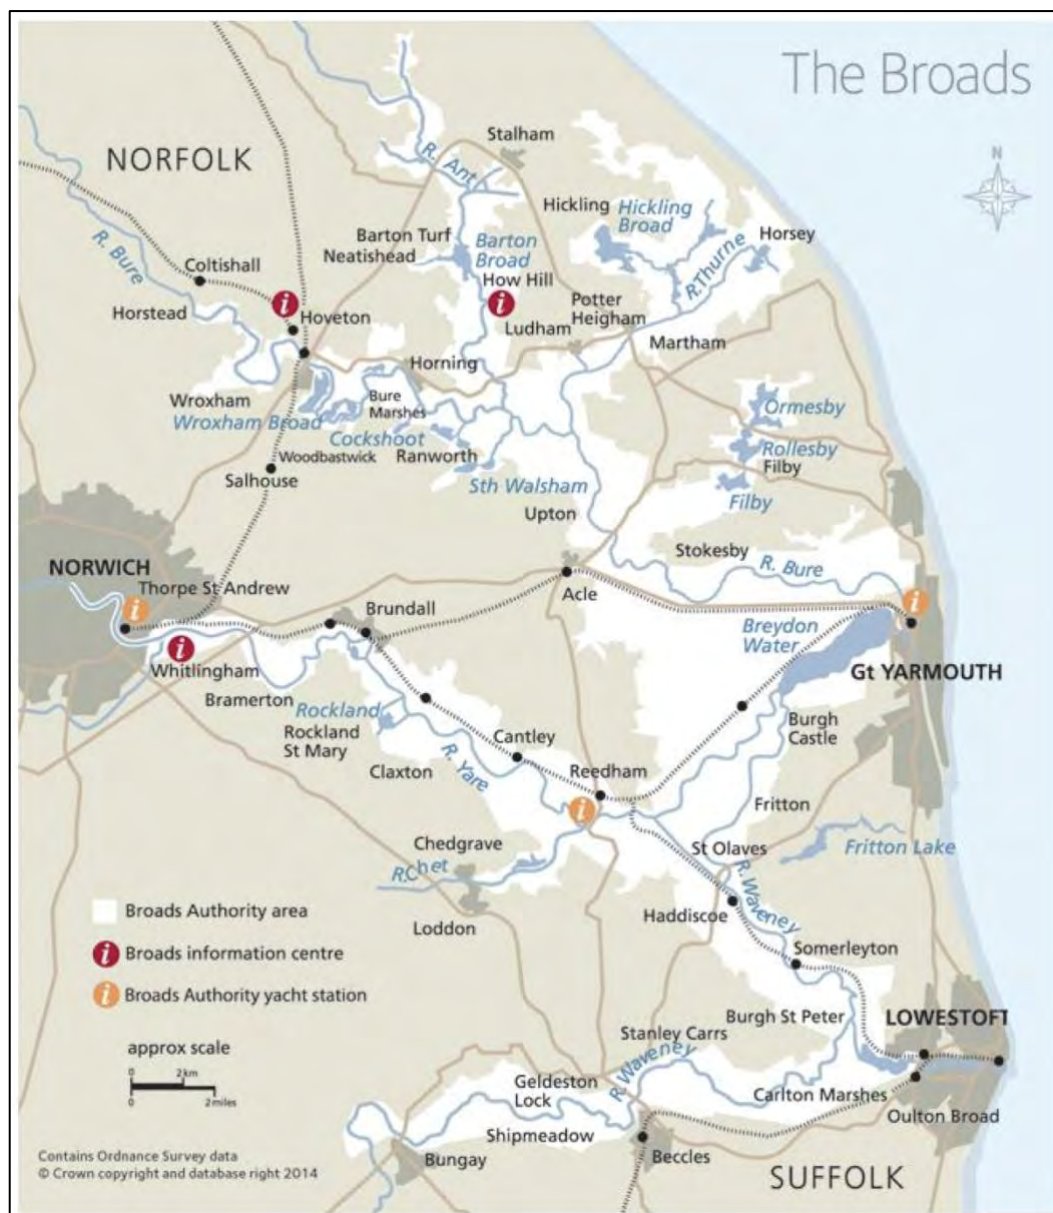 The Broads
NORFOLK
N
Stalham
R. Ant
Hickling
Hickling
Broad
Horsey
R. Bure
Barton Turf
Neatishead
Barton
Broad
R.Thurne
Coltishall
How Hill
Horstead
Hoveton
Ludham
Potter
Heigham
Martham
Horning
Wroxham
Wroxham Broad
Bure
Marshes
Ormesby
Cockshoot
Ranworth
Woodbastwick
Rollesby
Filby
Salhouse
Sth Walsham
Filby
Upton
Stokesby
R. Bure
NORWICH
Thorpe St Andrew
Brundall
Acle
Breydon
Water
Whitlingham
Gt YARMOUTH
Bramerton
Rockland
Rockland
St Mary
Burgh
Castle
Cantley
Claxton
R. Yare
Reedham
Fritton
Chedgrave
St Olaves
Fritton Lake
R.Chet
R.Waveney
Broads Authority area
Haddiscoe
Loddon
Broads information centre
Somerleyton
Broads Authority yacht station
Burgh St Peter
LOWESTOFT
Stanley Carrs
approx scale
0 2km
0 2miles
R. Waveney
Geldeston
Lock
Carlton Marshes
Oulton Broad
Shipmeadow
Contains Ordnance Survey data
© Crown copyright and database right 2014
Bungay
Beccles
SUFFOLK